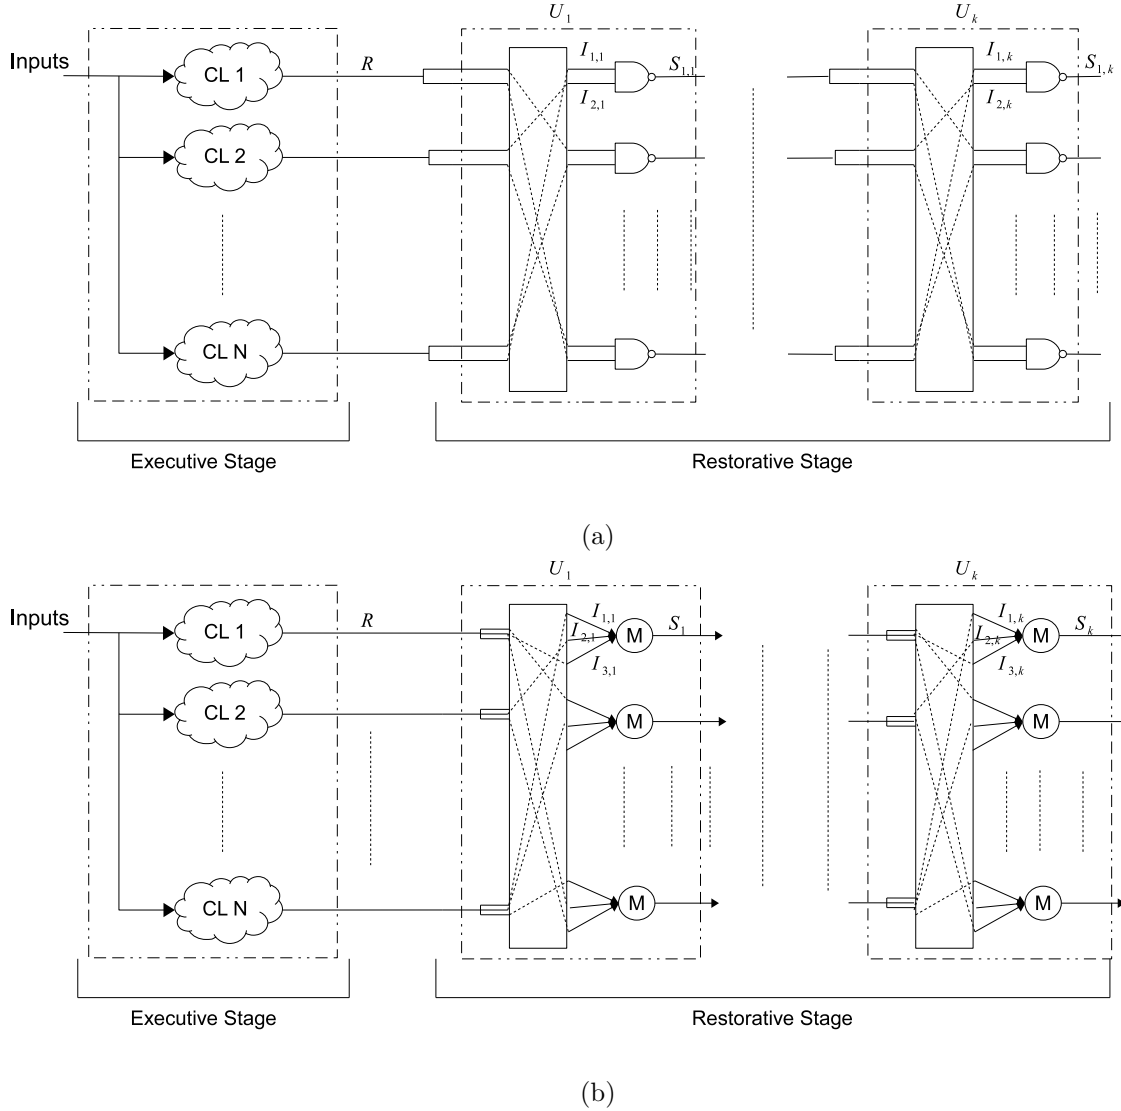 U1 Uk
Inputs CL 1 R I1,1 S1,1 I1,k S1,k
I2,1 I2,k
CL 2
CL N
Executive Stage Restorative Stage
(a)
U1 Uk
Inputs CL 1 R I1,1 I2,1 M S1 I1,k I2,k M Sk
I3,1 I3,k
CL 2 M M
CL N M M
Executive Stage Restorative Stage
(b)